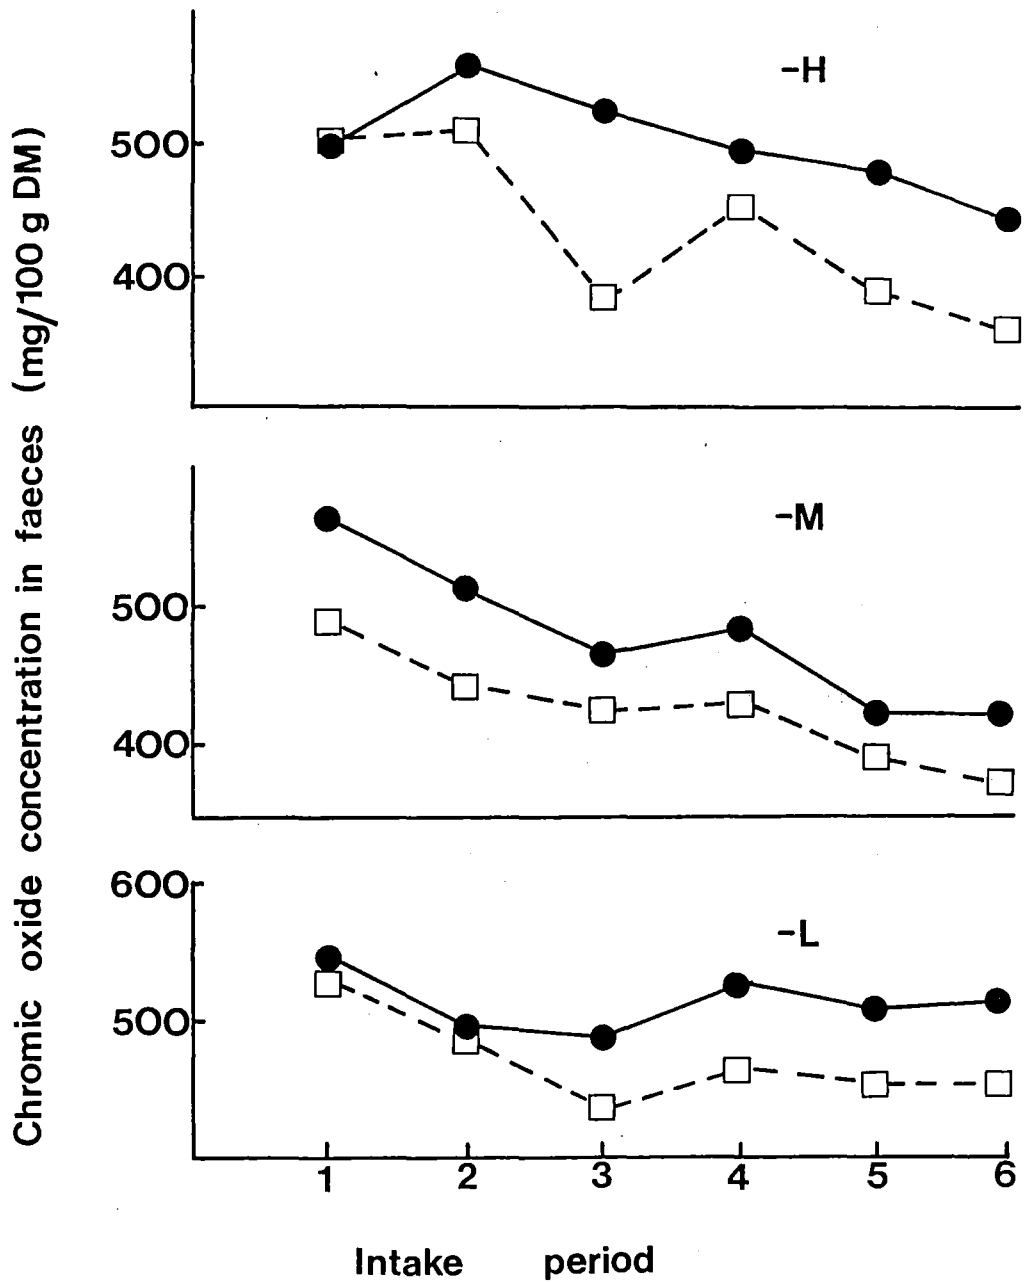 Chromic oxide concentration in faeces (mg/100 g DM)
-H
500
400
-M
500
400
600
-L
500
1 2 3 4 5 6
Intake period